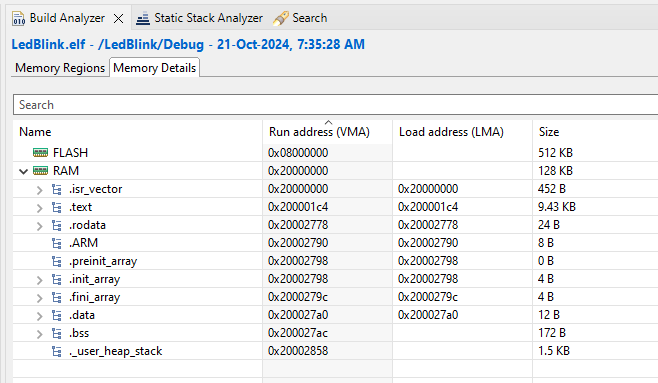 Build Analyzer Static Stack Analyzer Search
LedBlink.elf - /LedBlink/Debug - 21-Oct-2024, 7:35:28 AM
Memory Regions Memory Details
Search
Name Run address (VMA) Load address (LMA) Size
FLASH 0x08000000 512 KB
RAM 0x20000000 128 KB
.isr_vector 0x20000000 0x20000000 452 B
.text 0x200001c4 0x200001c4 9.43 KB
.rodata 0x20002778 0x20002778 24 B
.ARM 0x20002790 0x20002790 8 B
.preinit_array 0x20002798 0x20002798 0 B
.init_array 0x20002798 0x20002798 4 B
.fini_array 0x2000279c 0x2000279c 4 B
.data 0x200027a0 0x200027a0 12 B
.bss 0x200027ac 172 B
._user_heap_stack 0x20002858 1.5 KB